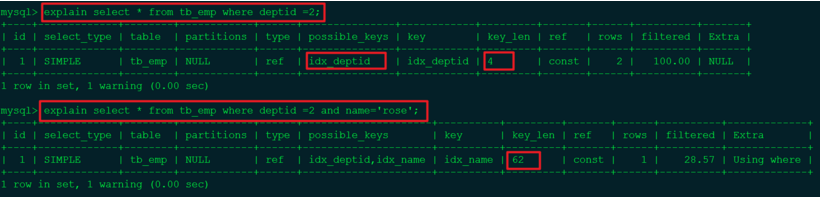 mysql> explain select * from tb_emp where deptid =2;
+----+-------------+--------+------------+------+---------------+------------+---------+-------+------+----------+-------+
| id | select_type | table | partitions | type | possible_keys | key | key_len | ref | rows | filtered | Extra |
+----+-------------+--------+------------+------+---------------+------------+---------+-------+------+----------+-------+
| 1 | SIMPLE | tb_emp | NULL | ref | idx_deptid | idx_deptid | 4 | const | 2 | 100.00 | NULL |
+----+-------------+--------+------------+------+---------------+------------+---------+-------+------+----------+-------+
1 row in set, 1 warning (0.00 sec)
mysql> explain select * from tb_emp where deptid =2 and name='rose';
+----+-------------+--------+------------+------+---------------------+----------+---------+-------+------+----------+-------------+
| id | select_type | table | partitions | type | possible_keys | key | key_len | ref | rows | filtered | Extra |
+----+-------------+--------+------------+------+---------------------+----------+---------+-------+------+----------+-------------+
| 1 | SIMPLE | tb_emp | NULL | ref | idx_deptid,idx_name | idx_name | 62 | const | 1 | 28.57 | Using where |
+----+-------------+--------+------------+------+---------------------+----------+---------+-------+------+----------+-------------+
1 row in set, 1 warning (0.00 sec)